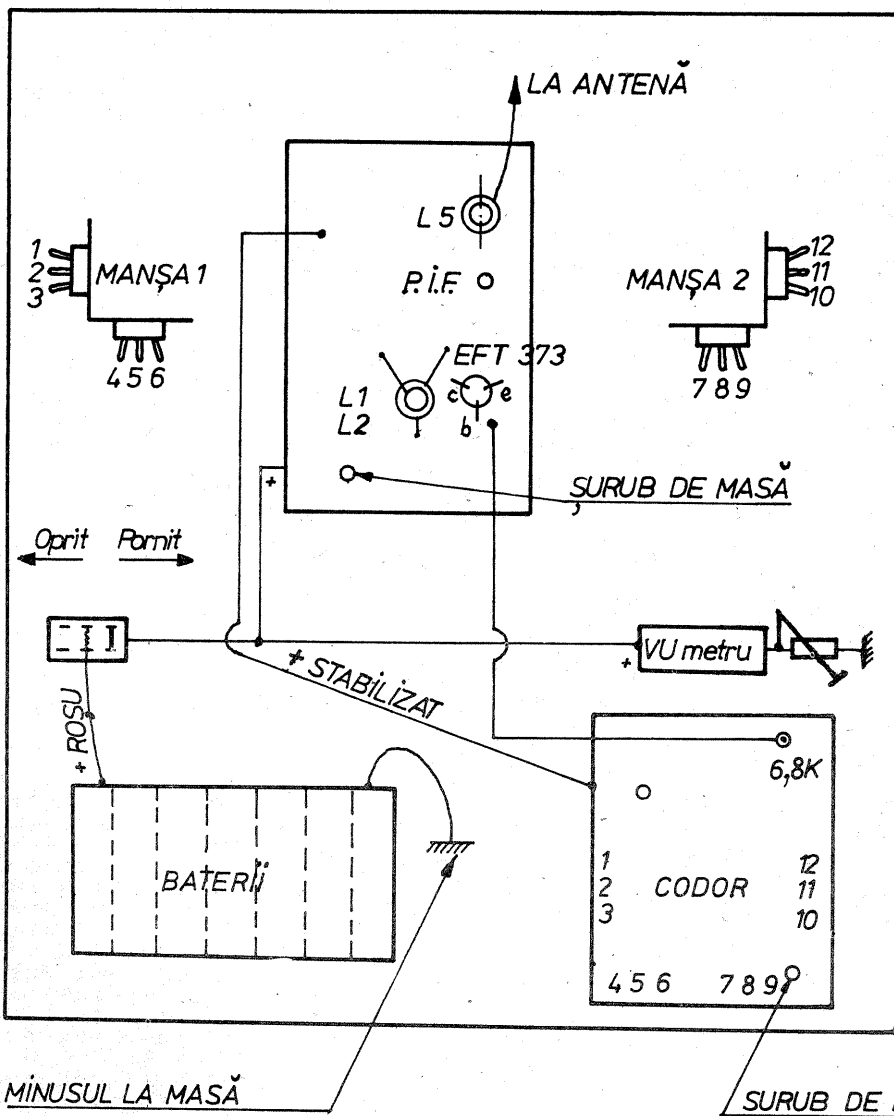 LA ANTENĂ
L5
1
2
3
MANȘA 1
4 5 6
P.I.F.
MANȘA 2
12
11
10
7 8 9
EFT 373
c
e
b
L1
L2
+
ȘURUB DE MASĂ
Oprit
Pornit
VU metru
+
+ STABILIZAT
+ ROȘU
6,8K
BATERII
1
2
3
CODOR
12
11
10
4 5 6
7 8 9
MINUSUL LA MASĂ
SURUB DE